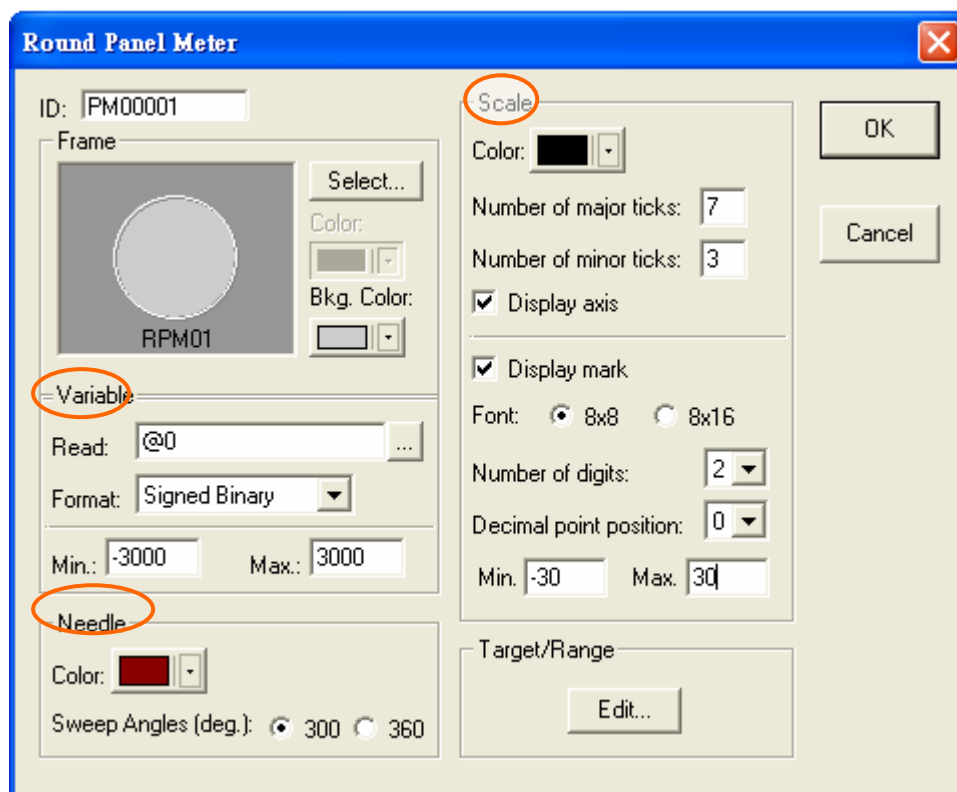 Round Panel Meter
ID: PM00001
Frame
Select...
Color:
Bkg. Color:
RPM01
Variable
Read: @0 ...
Format: Signed Binary
Min.: -3000 Max.: 3000
Needle
Color:
Sweep Angles (deg.): 300 360
Scale
Color:
Number of major ticks: 7
Number of minor ticks: 3
Display axis
Display mark
Font: 8x8 8x16
Number of digits: 2
Decimal point position: 0
Min. -30 Max. 30
Target/Range
Edit...
OK
Cancel